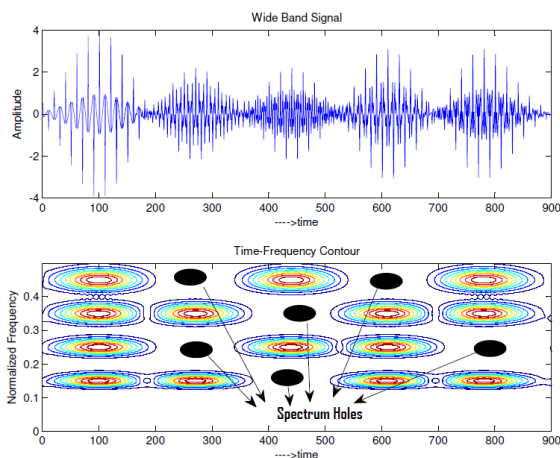 Wide Band Signal
4
2
0
-2
-4
Amplitude
0 100 200 300 400 500 600 700 800 900
---->time
Time-Frequency Contour
0.4
0.3
0.2
0.1
0
Normalized Frequency
Spectrum Holes
0 100 200 300 400 500 600 700 800 900
---->time